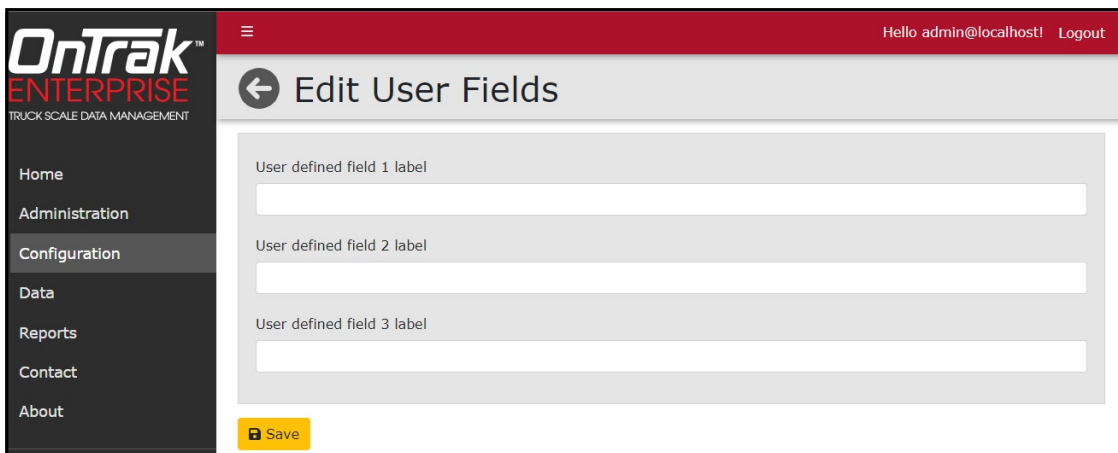 OnTrak™
ENTERPRISE
TRUCK SCALE DATA MANAGEMENT
Home
Administration
Configuration
Data
Reports
Contact
About
Hello admin@localhost! Logout
Edit User Fields
User defined field 1 label
User defined field 2 label
User defined field 3 label
Save